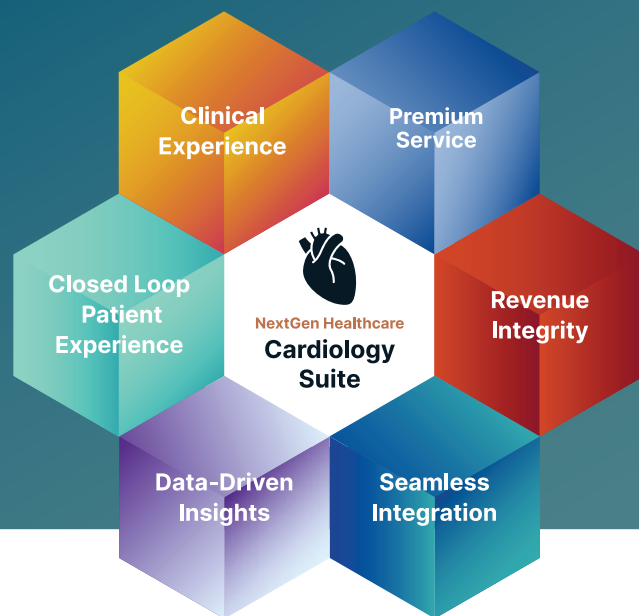 Clinical
Experience
Premium
Service
Closed Loop
Patient
Experience
NextGen Healthcare
Cardiology
Suite
Revenue
Integrity
Data-Driven
Insights
Seamless
Integration